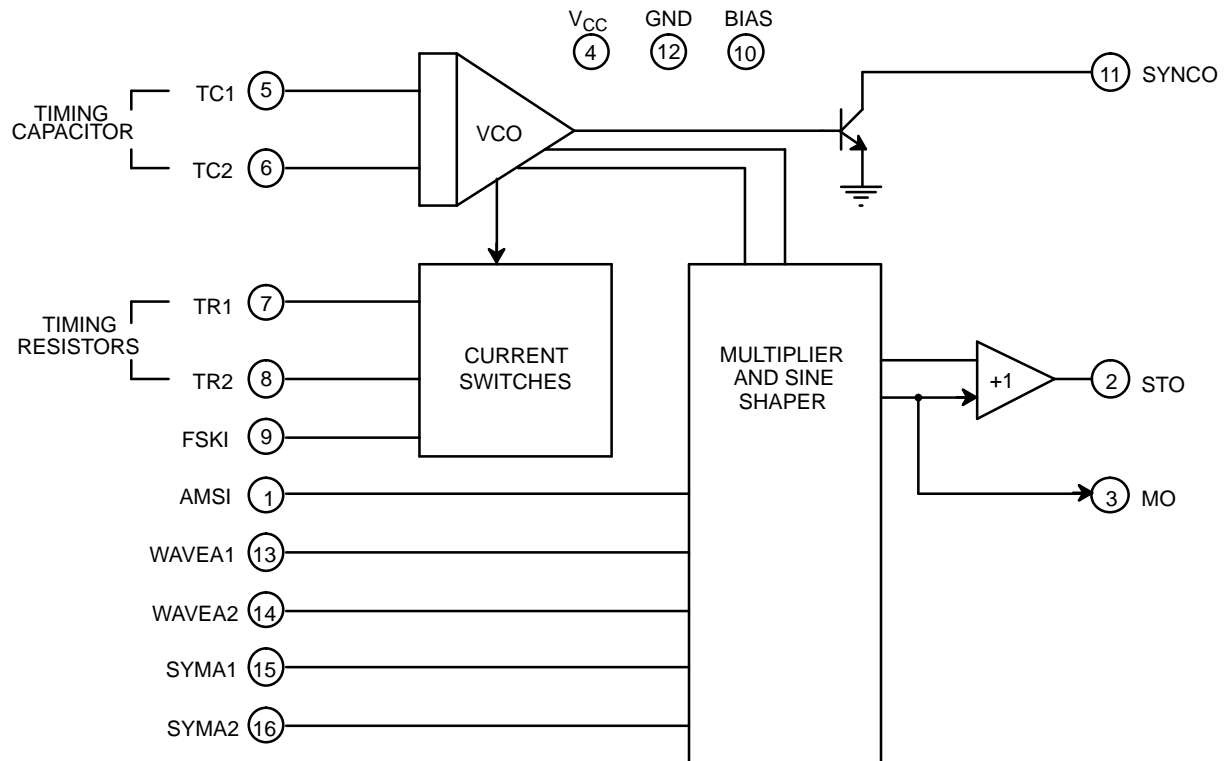 V_CC GND BIAS
4 12 10
TIMING
CAPACITOR
TC1 5
TC2 6
VCO
11 SYNCO
TIMING
RESISTORS
TR1 7
TR2 8
FSKI 9
CURRENT
SWITCHES
MULTIPLIER
AND SINE
SHAPER
+1
2 STO
3 MO
AMSI 1
WAVEA1 13
WAVEA2 14
SYMA1 15
SYMA2 16